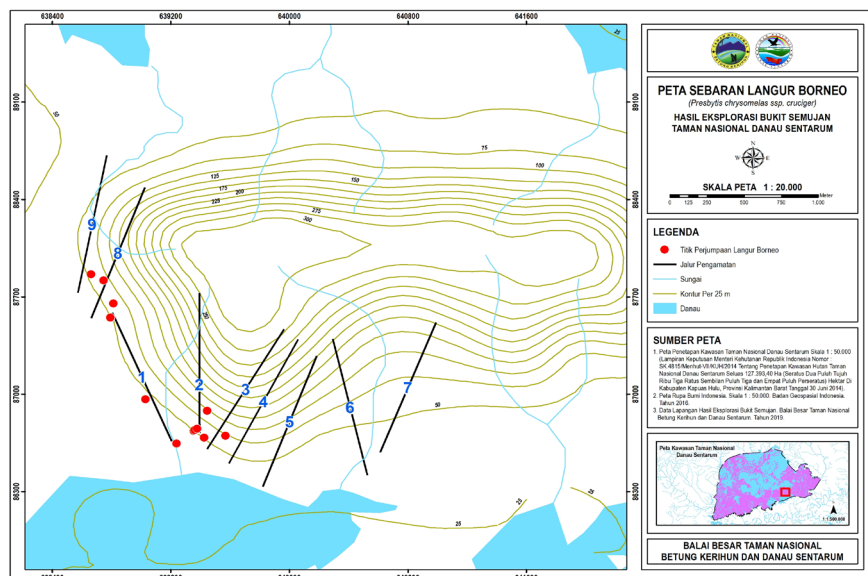 638400 639200 640000 640800 641600
89100
88400
87700
87000
86300
50
25
75
100
125
150
175
200
225
275
300
250
50
25
25
25
1
2
3
4
5
6
7
8
9
PETA SEBARAN LANGUR BORNEO
(Presbytis chrysomelas ssp. cruciger)
HASIL EKSPLORASI BUKIT SEMUJAN
TAMAN NASIONAL DANAU SENTARUM
N
W E
S
SKALA PETA 1 : 20.000
Meter
0 125 250 500 750 1.000
LEGENDA
Titik Perjumpaan Langur Borneo
Jalur Pengamatan
Sungai
Kontur Per 25 m
Danau
SUMBER PETA
1. Peta Penetapan Kawasan Taman Nasional Danau Sentarum Skala 1 : 50.000
(Lampiran Keputusan Menteri Kehutanan Republik Indonesia Nomor :
SK.4815/Menhut-VII/KUH/2014 Tentang Penetapan Kawasan Hutan Taman
Nasional Danau Sentarum Seluas 127.393,40 Ha (Seratus Dua Puluh Tujuh
Ribu Tiga Ratus Sembilan Puluh Tiga dan Empat Puluh Perseratus) Hektar Di
Kabupaten Kapuas Hulu, Provinsi Kalimantan Barat Tanggal 30 Juni 2014).
2. Peta Rupa Bumi Indonesia. Skala 1 : 50.000. Badan Geospasial Indonesia.
Tahun 2016.
3. Data Lapangan Hasil Eksplorasi Bukit Semujan. Balai Besar Taman Nasional
Betung Kerihun dan Danau Sentarum. Tahun 2019.
Peta Kawasan Taman Nasional
Danau Sentarum
1:1.500.000
BALAI BESAR TAMAN NASIONAL
BETUNG KERIHUN DAN DANAU SENTARUM